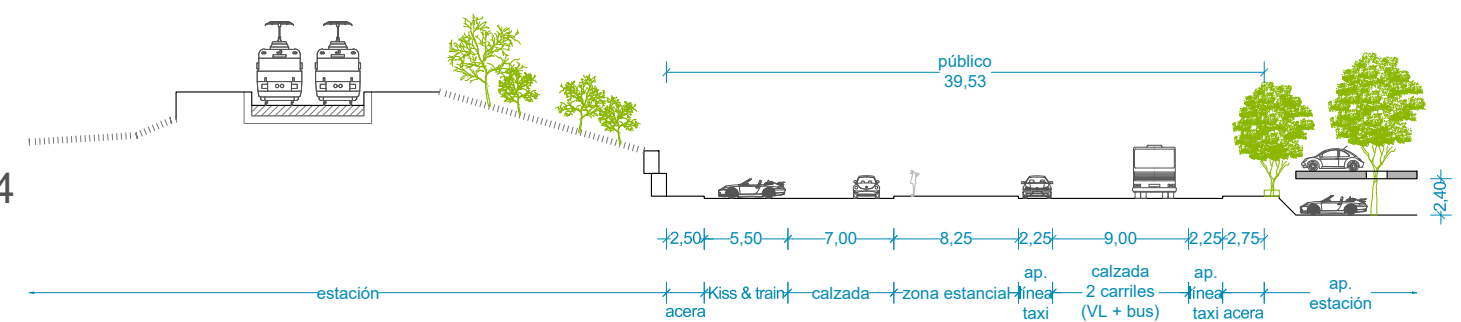 público
39,53
4
2,40
2,50 5,50 7,00 8,25 2,25 9,00 2,25 2,75
estación
acera
Kiss & train
calzada
zona estancial
ap.
línea
taxi
calzada
2 carriles
(VL + bus)
ap.
línea
taxi
acera
ap.
estación